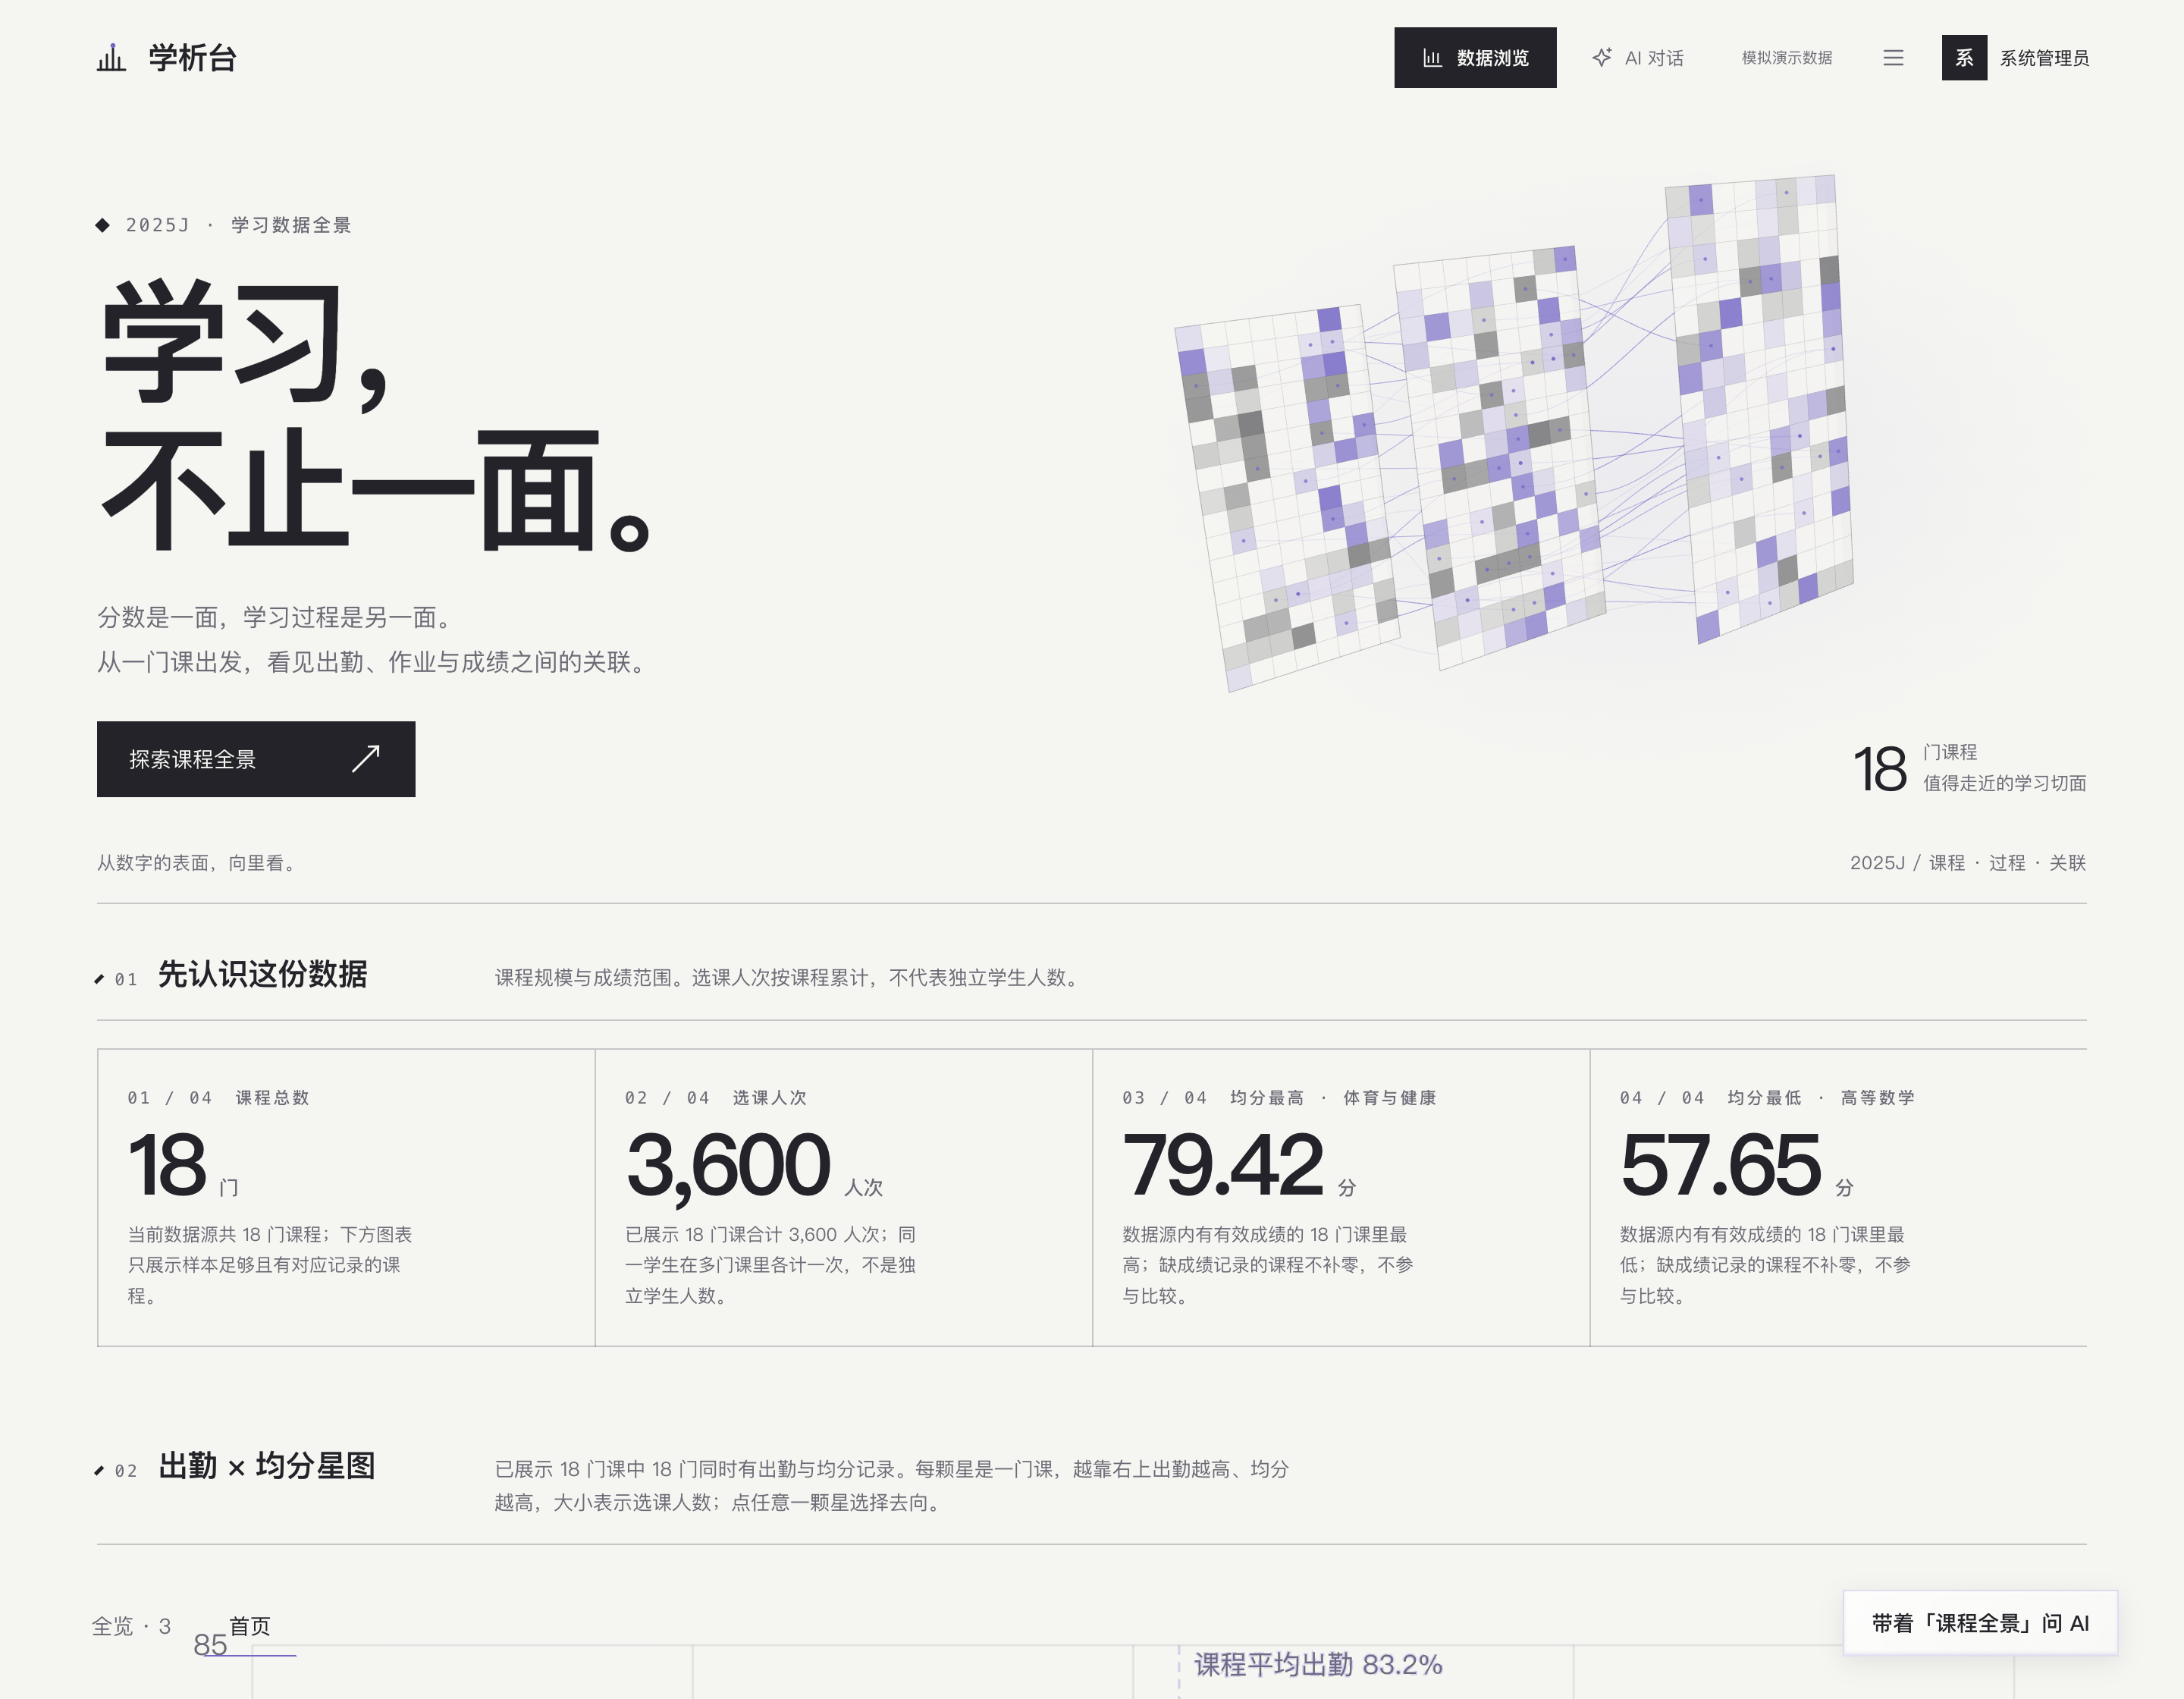 学析台
数据浏览
AI 对话
模拟演示数据
系
系统管理员
2025J · 学习数据全景
学习，
不止一面。
分数是一面，学习过程是另一面。
从一门课出发，看见出勤、作业与成绩之间的关联。
探索课程全景
18
门课程
值得走近的学习切面
从数字的表面，向里看。
2025J / 课程 · 过程 · 关联
01 先认识这份数据
课程规模与成绩范围。选课人次按课程累计，不代表独立学生人数。
01 / 04 课程总数
18 门
当前数据源共 18 门课程；下方图表
只展示样本足够且有对应记录的课
程。
02 / 04 选课人次
3,600 人次
已展示 18 门课合计 3,600 人次；同
一学生在多门课里各计一次，不是独
立学生人数。
03 / 04 均分最高 · 体育与健康
79.42 分
数据源内有有效成绩的 18 门课里最
高；缺成绩记录的课程不补零，不参
与比较。
04 / 04 均分最低 · 高等数学
57.65 分
数据源内有有效成绩的 18 门课里最
低；缺成绩记录的课程不补零，不参
与比较。
02 出勤 × 均分星图
已展示 18 门课中 18 门同时有出勤与均分记录。每颗星是一门课，越靠右上出勤越高、均分
越高，大小表示选课人数；点任意一颗星选择去向。
全览 · 3
首页
85
课程平均出勤 83.2%
带着「课程全景」问 AI